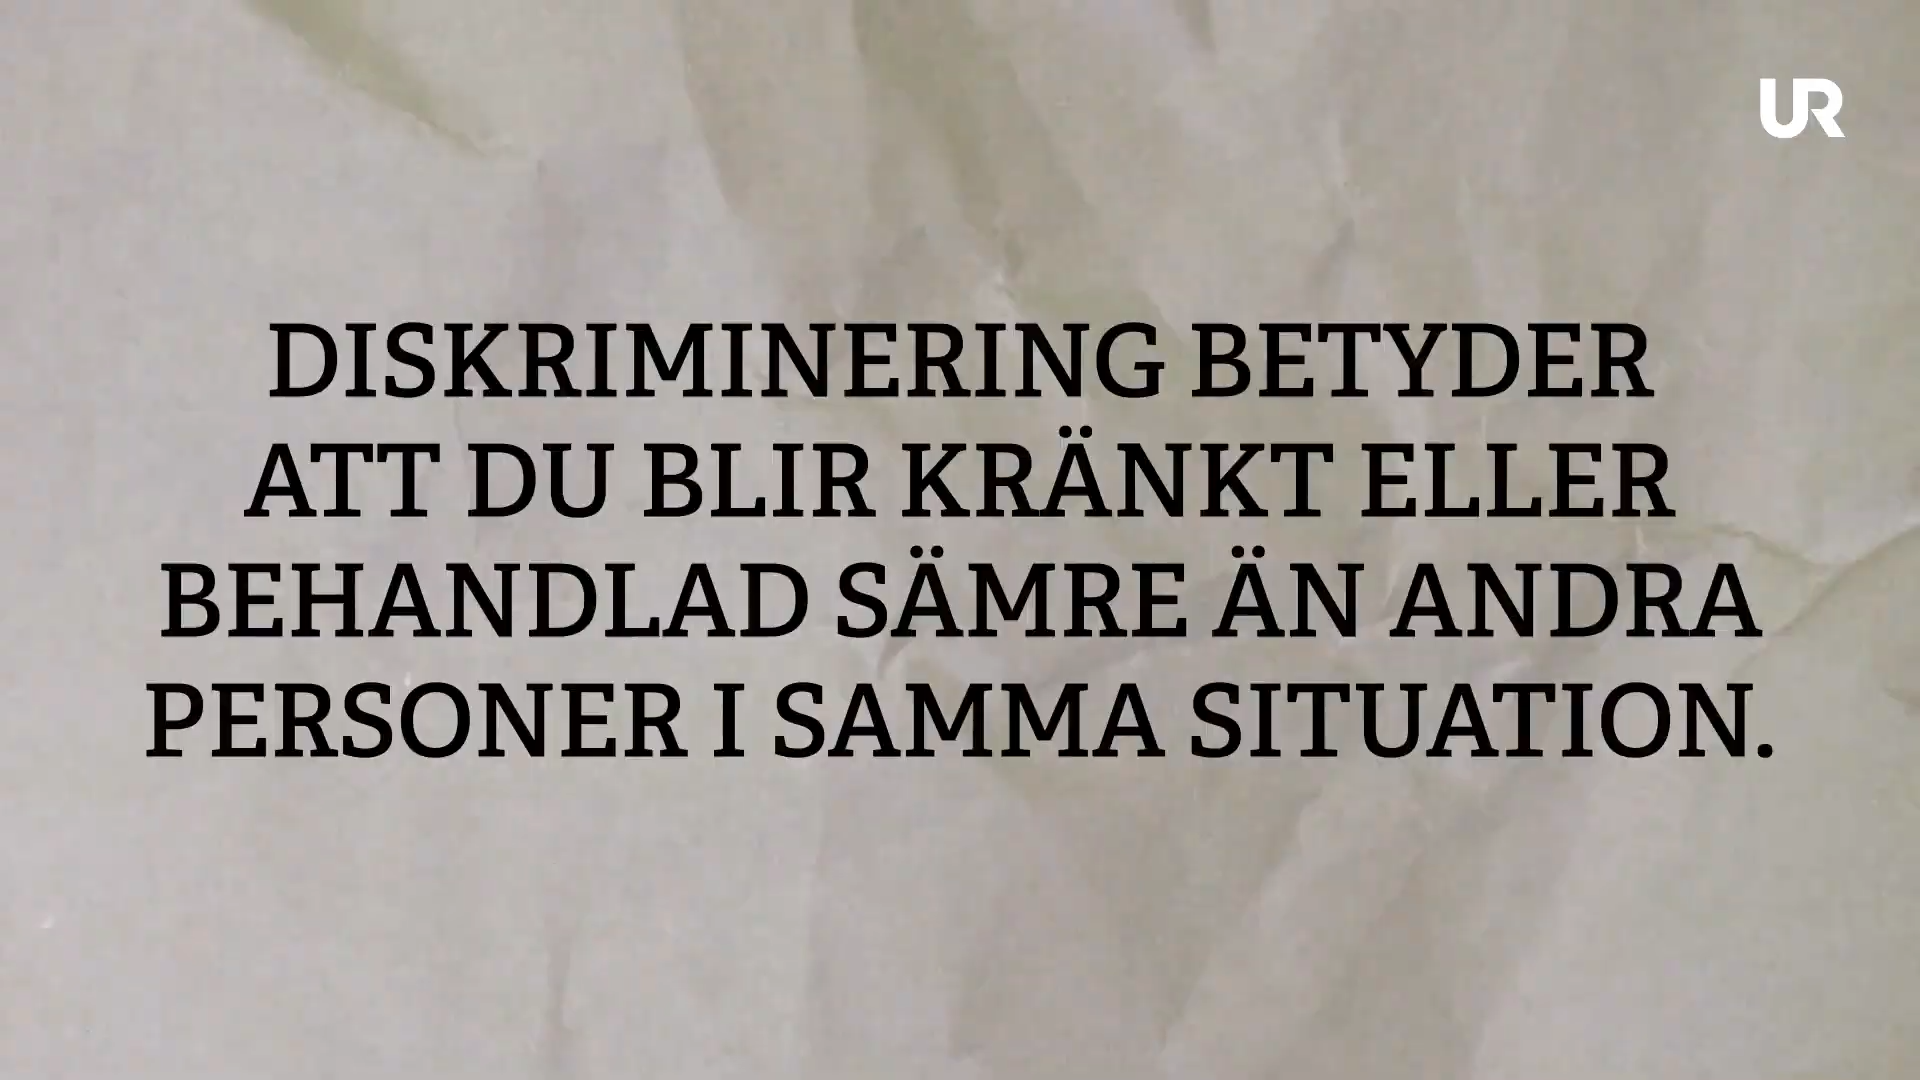 UR
DISKRIMINERING BETYDER
ATT DU BLIR KRÄNKT ELLER
BEHANDLAD SÄMRE ÄN ANDRA
PERSONER I SAMMA SITUATION.